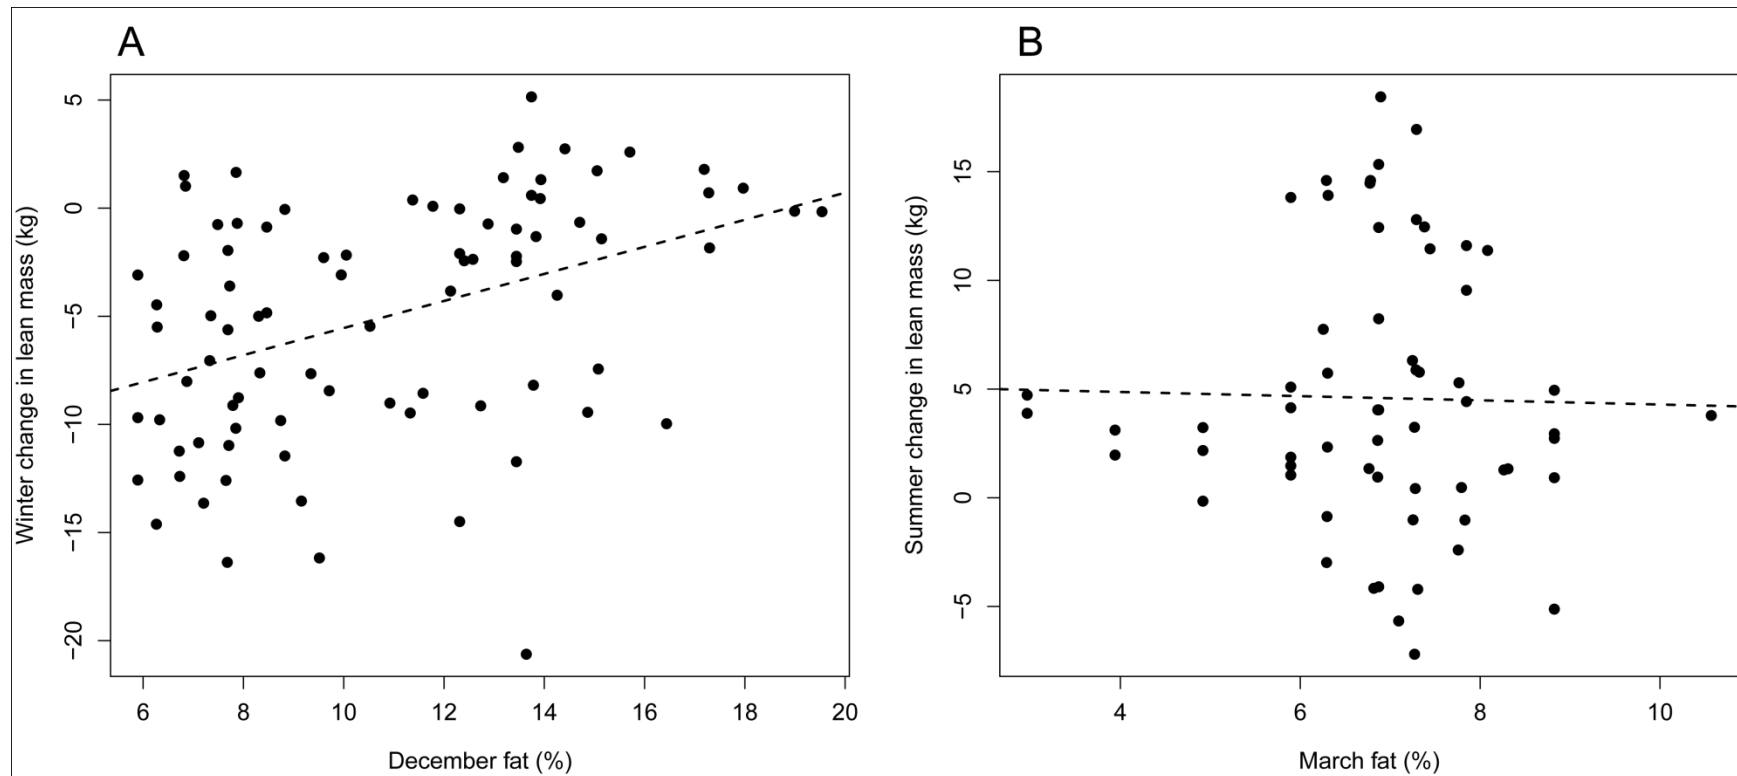 A
Winter change in lean mass (kg)
5
0
−5
−10
−15
−20
6 8 10 12 14 16 18 20
December fat (%)
B
Summer change in lean mass (kg)
15
10
5
0
−5
4 6 8 10
March fat (%)